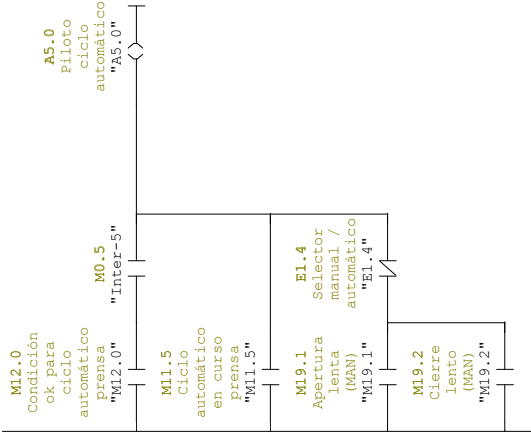 M12.0
Condición
ok para
ciclo
automático
prensa
"M12.0"
M0.5
"Inter-5"
A5.0
Piloto
ciclo
automático
"A5.0"
M11.5
Ciclo
automático
en curso
prensa
"M11.5"
M19.1
Apertura
lenta
(MAN)
"M19.1"
E1.4
Selector
manual /
automático
"E1.4"
M19.2
Cierre
lento
(MAN)
"M19.2"